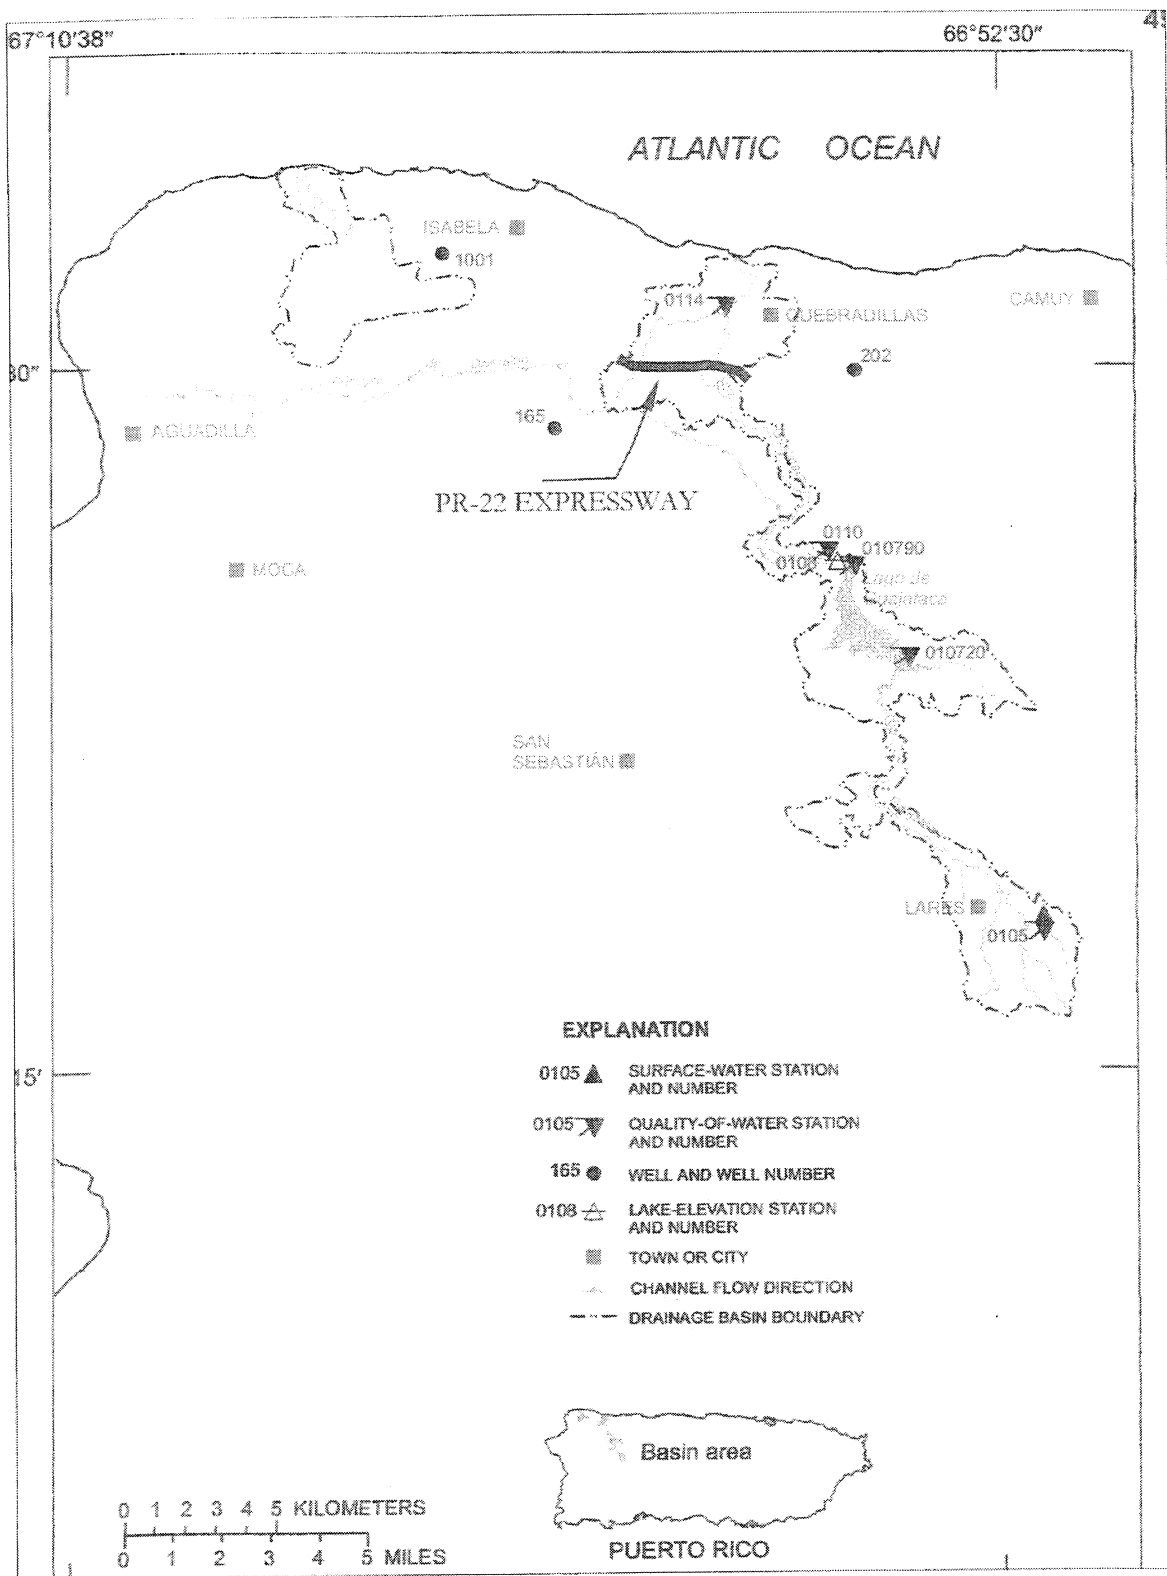 67°10'38"
66°52'30"
ATLANTIC OCEAN
ISABELA
1001
0114
QUEBRADILLAS
CAMUY
202
30"
165
AGUADILLA
PR-22 EXPRESSWAY
0110
010790
MOCA
Lago de
Guajataca
010720
SAN
SEBASTIÁN
LARES
0105
EXPLANATION
15'
0105 SURFACE-WATER STATION
AND NUMBER
0105 QUALITY-OF-WATER STATION
AND NUMBER
165 WELL AND WELL NUMBER
0108 LAKE-ELEVATION STATION
AND NUMBER
TOWN OR CITY
CHANNEL FLOW DIRECTION
DRAINAGE BASIN BOUNDARY
Basin area
0 1 2 3 4 5 KILOMETERS
0 1 2 3 4 5 MILES
PUERTO RICO